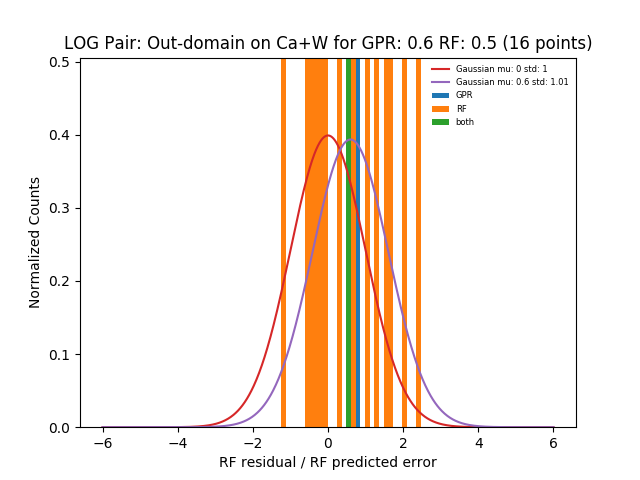 LOG Pair: Out-domain on Ca+W for GPR: 0.6 RF: 0.5 (16 points)
Gaussian mu: 0 std: 1
Gaussian mu: 0.6 std: 1.01
GPR
RF
both
0.5
0.4
0.3
0.2
0.1
0.0
Normalized Counts
−6
−4
−2
0
2
4
6
RF residual / RF predicted error